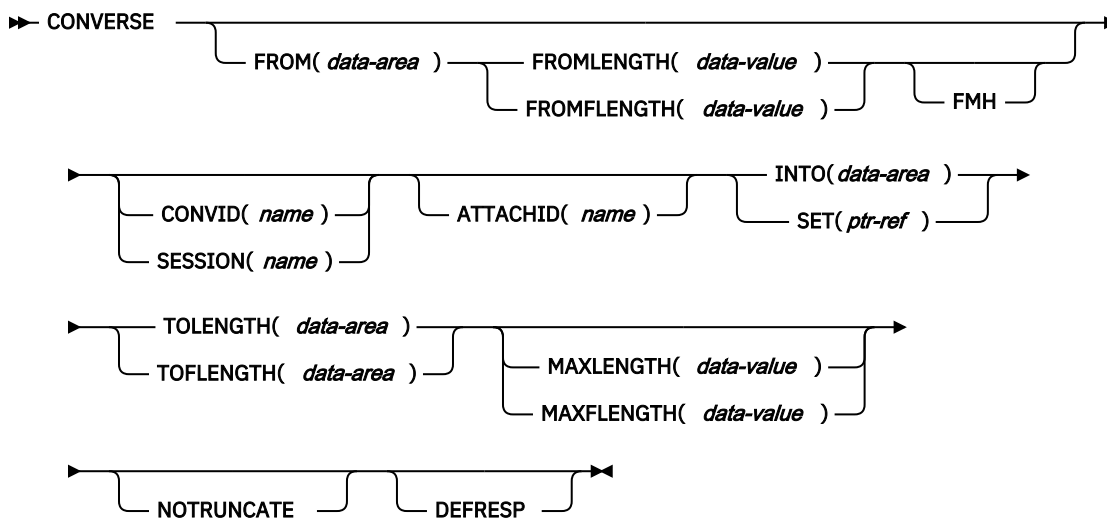 CONVERSE
FROM( data-area ) FROMLENGTH( data-value )
FROMFLENGTH( data-value ) FMH
CONVID( name ) ATTACHID( name ) INTO( data-area )
SESSION( name ) SET( ptr-ref )
TOLENGTH( data-area )
TOFLENGTH( data-area ) MAXLENGTH( data-value )
MAXFLENGTH( data-value )
NOTRUNCATE DEFRESP